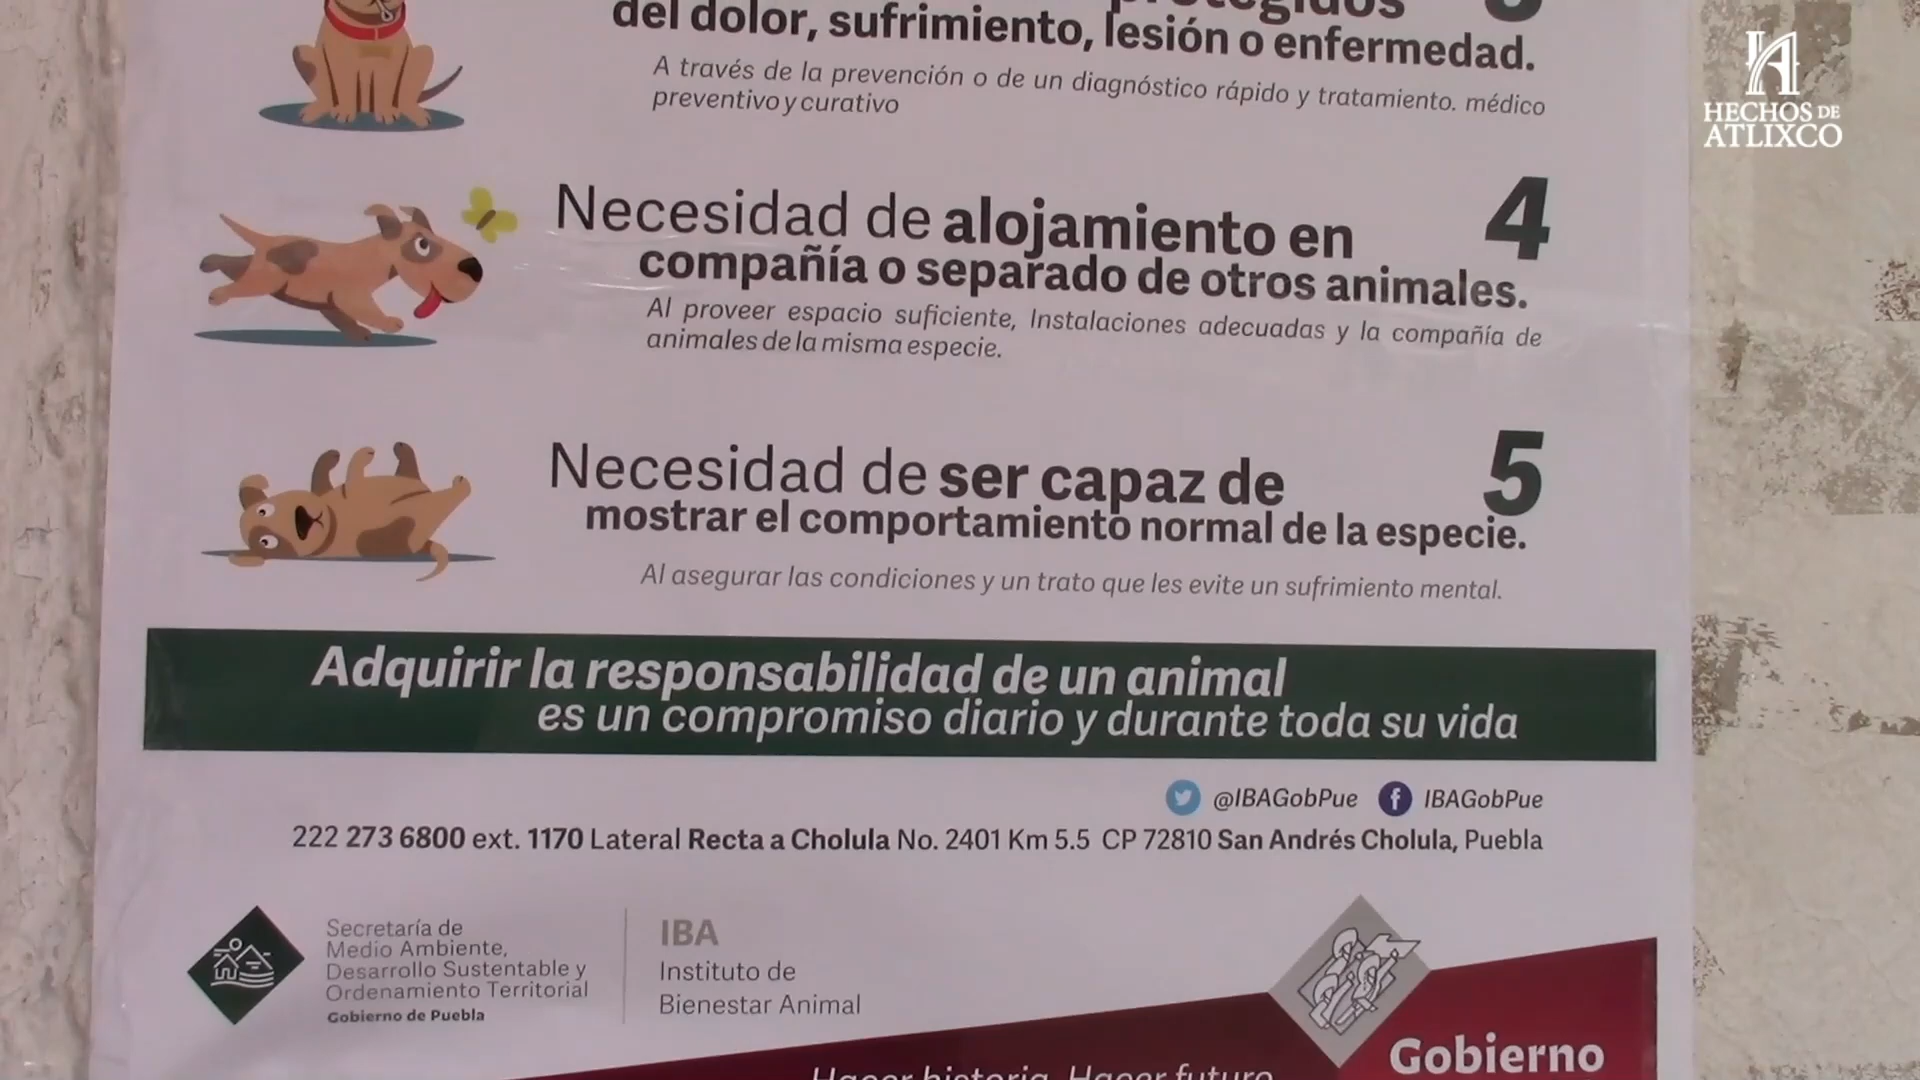 protegidos 3
del dolor, sufrimiento, lesión o enfermedad.
A través de la prevención o de un diagnóstico rápido y tratamiento. médico
preventivo y curativo
HECHOS DE
ATLIXCO
Necesidad de alojamiento en 4
compañía o separado de otros animales.
Al proveer espacio suficiente, Instalaciones adecuadas y la compañía de
animales de la misma especie.
Necesidad de ser capaz de 5
mostrar el comportamiento normal de la especie.
Al asegurar las condiciones y un trato que les evite un sufrimiento mental.
Adquirir la responsabilidad de un animal
es un compromiso diario y durante toda su vida
@IBAGobPue IBAGobPue
222 273 6800 ext. 1170 Lateral Recta a Cholula No. 2401 Km 5.5 CP 72810 San Andrés Cholula, Puebla
Secretaría de
Medio Ambiente,
Desarrollo Sustentable y
Ordenamiento Territorial
Gobierno de Puebla
IBA
Instituto de
Bienestar Animal
Gobierno
Hacer historia. Hacer futuro.